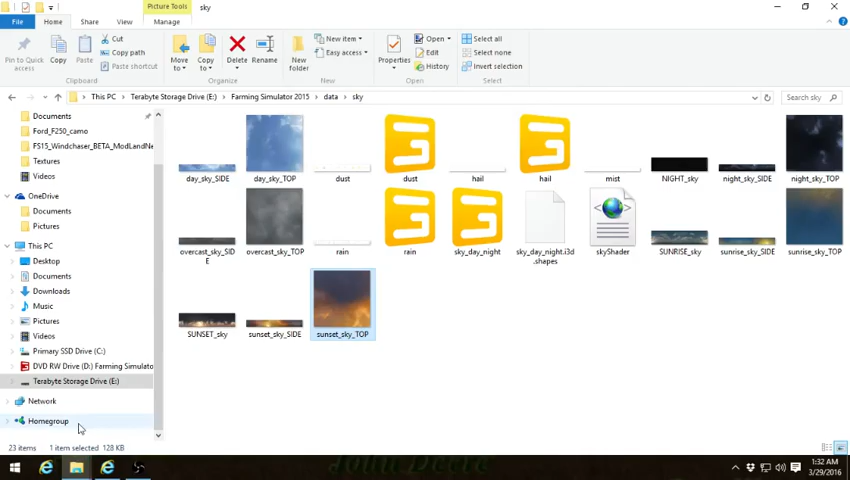 Picture Tools
sky
File
Home
Share
View
Manage
Pin to Quick access
Copy
Paste
Cut
Copy path
Paste shortcut
Move to
Copy to
Delete
Rename
New folder
New item
Easy access
Properties
Open
Edit
History
Select all
Select none
Invert selection
Clipboard
Organize
New
Open
Select
This PC > Terabyte Storage Drive (E:) > Farming Simulator 2015 > data > sky
Search sky
Documents
Ford_F250_camo
FS15_Windchaser_BETA_ModLandNe
Textures
Videos
OneDrive
Documents
Pictures
This PC
Desktop
Documents
Downloads
Music
Pictures
Videos
Primary SSD Drive (C:)
DVD RW Drive (D:) Farming Simulato
Terabyte Storage Drive (E:)
Network
Homegroup
day_sky_SIDE
day_sky_TOP
dust
dust
hail
hail
mist
NIGHT_sky
night_sky_SIDE
night_sky_TOP
overcast_sky_SID
E
overcast_sky_TOP
rain
rain
sky_day_night
sky_day_night.i3d
.shapes
skyShader
SUNRISE_sky
sunrise_sky_SIDE
sunrise_sky_TOP
SUNSET_sky
sunset_sky_SIDE
sunset_sky_TOP
23 items
1 item selected 128 KB
John Deere
1:32 AM
3/29/2016